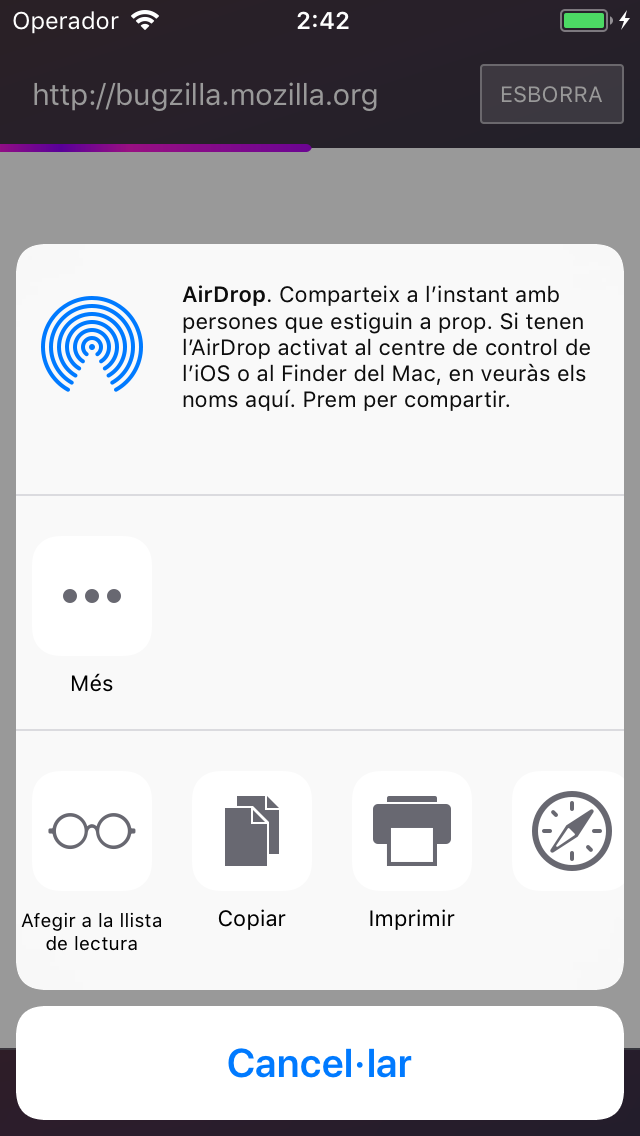 Operador
2:42
http://bugzilla.mozilla.org
ESBORRA
AirDrop. Comparteix a l’instant amb
persones que estiguin a prop. Si tenen
l’AirDrop activat al centre de control de
l’iOS o al Finder del Mac, en veuràs els
noms aquí. Prem per compartir.
Més
Afegir a la llista
de lectura
Copiar
Imprimir
Cancel·lar